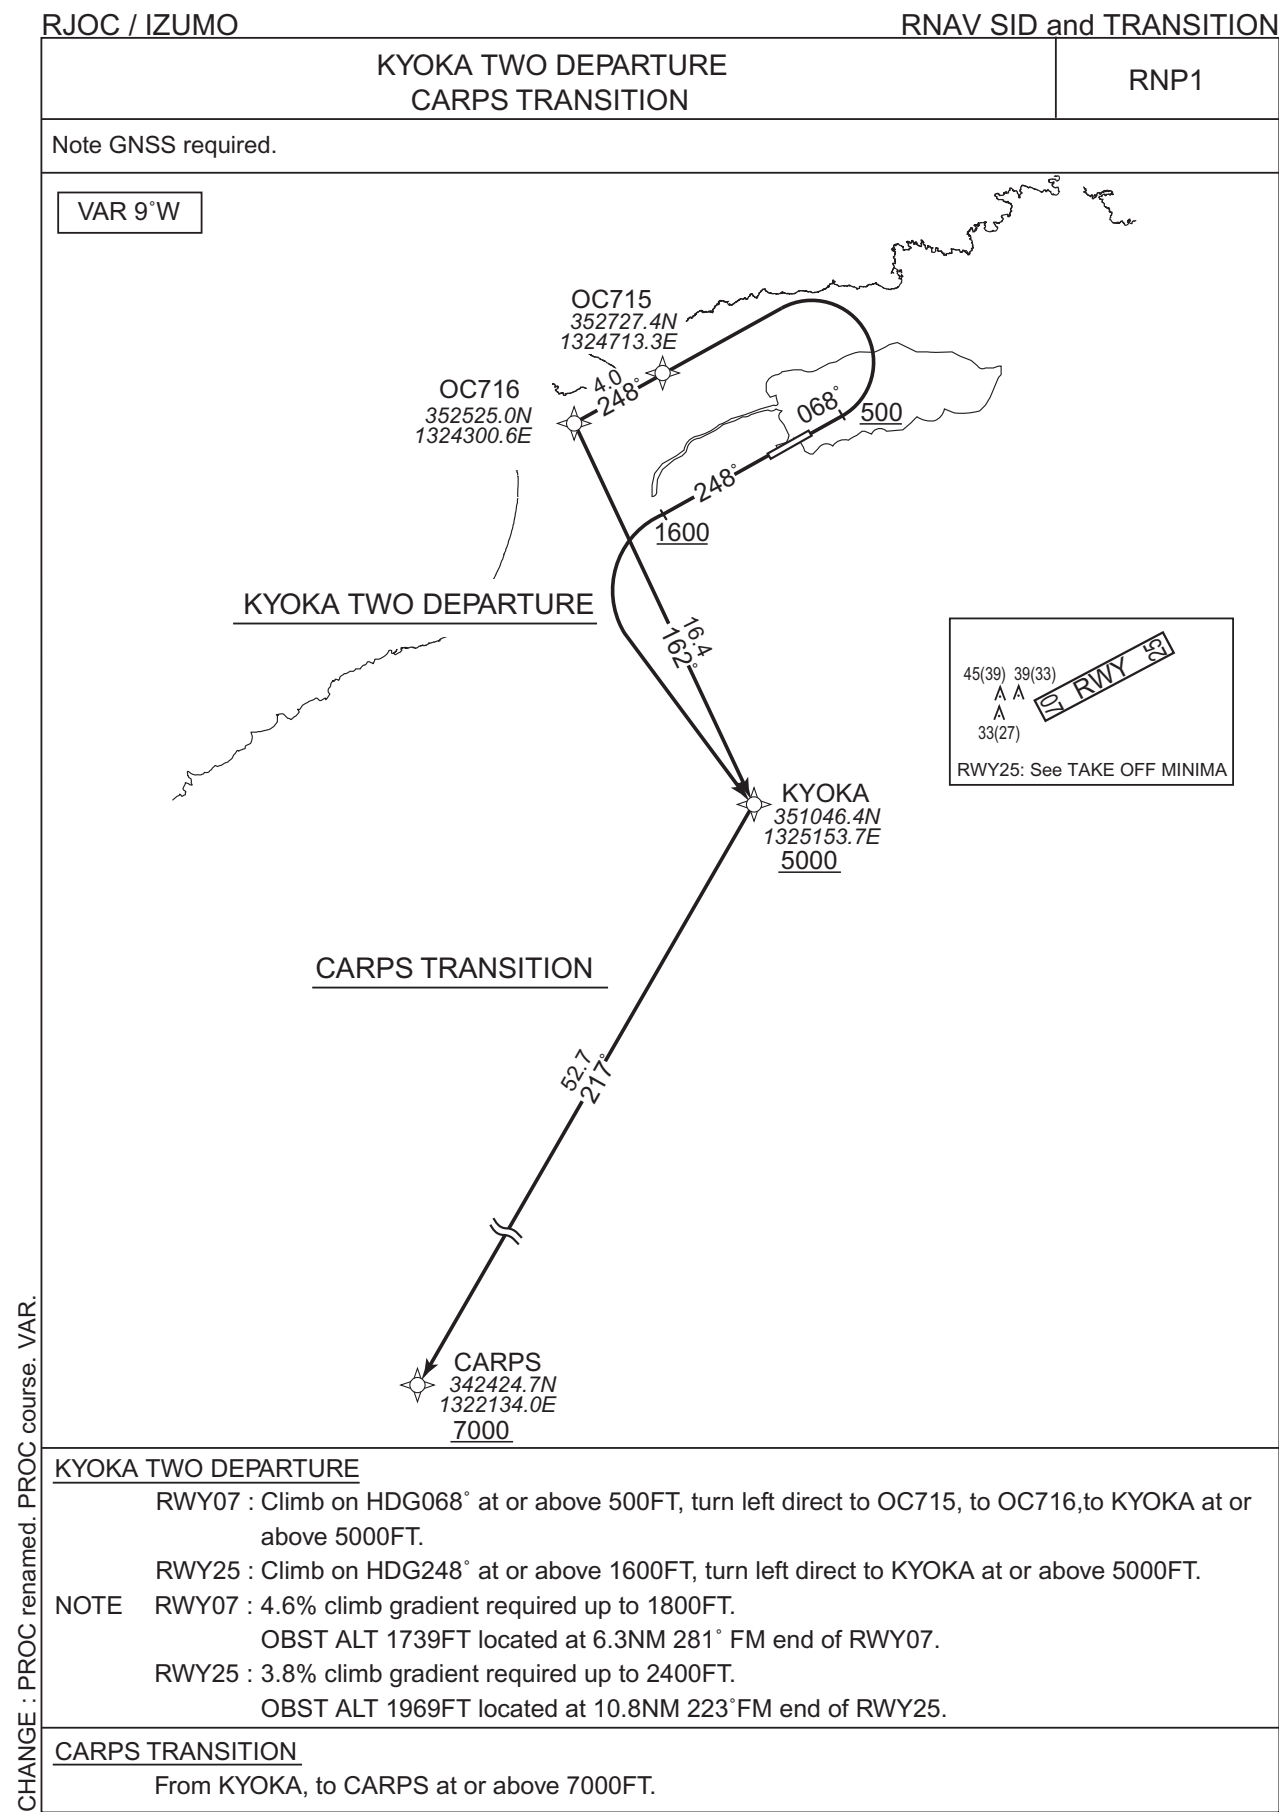 RJOC / IZUMO
RNAV SID and TRANSITION
KYOKA TWO DEPARTURE
CARPS TRANSITION
RNP1
Note GNSS required.
VAR 9˚W
OC715
352727.4N
1324713.3E
4.0
248˚
OC716
352525.0N
1324300.6E
068˚
500
248˚
1600
KYOKA TWO DEPARTURE
16.4
162˚
45(39) 39(33)
33(27)
07 RWY 25
RWY25: See TAKE OFF MINIMA
KYOKA
351046.4N
1325153.7E
5000
CARPS TRANSITION
52.7
217˚
CARPS
342424.7N
1322134.0E
7000
KYOKA TWO DEPARTURE
RWY07 : Climb on HDG068˚ at or above 500FT, turn left direct to OC715, to OC716,to KYOKA at or
above 5000FT.
RWY25 : Climb on HDG248˚ at or above 1600FT, turn left direct to KYOKA at or above 5000FT.
NOTE RWY07 : 4.6% climb gradient required up to 1800FT.
OBST ALT 1739FT located at 6.3NM 281˚ FM end of RWY07.
RWY25 : 3.8% climb gradient required up to 2400FT.
OBST ALT 1969FT located at 10.8NM 223˚FM end of RWY25.
CARPS TRANSITION
From KYOKA, to CARPS at or above 7000FT.
CHANGE : PROC renamed. PROC course. VAR.